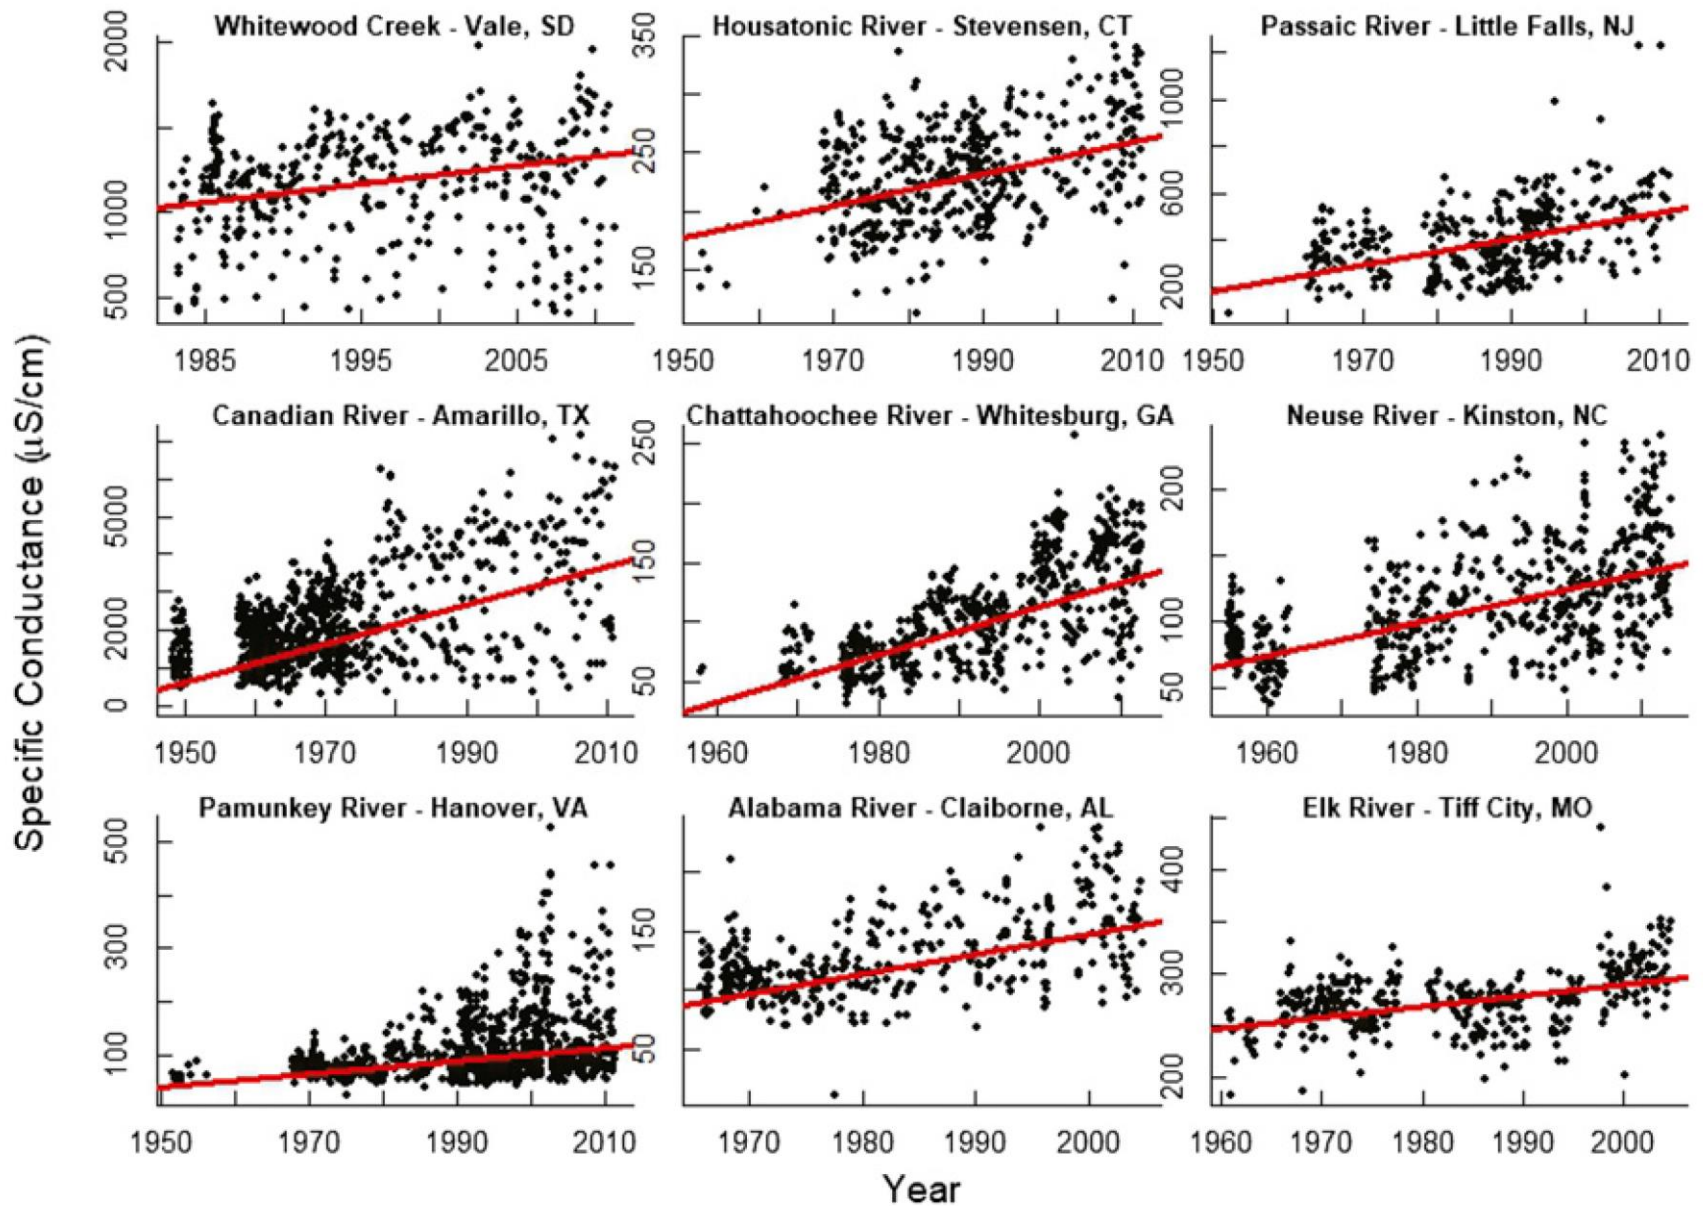 Whitewood Creek - Vale, SD
Housatonic River - Stevensen, CT
Passaic River - Little Falls, NJ
2000
1000
500
350
250
150
1000
600
200
1985 1995 2005
1950 1970 1990 2010
1950 1970 1990 2010
Specific Conductance (μS/cm)
Canadian River - Amarillo, TX
Chattahoochee River - Whitesburg, GA
Neuse River - Kinston, NC
5000
2000
0
250
150
50
200
100
50
1950 1970 1990 2010
1960 1980 2000
1960 1980 2000
Pamunkey River - Hanover, VA
Alabama River - Claiborne, AL
Elk River - Tiff City, MO
500
300
100
150
50
400
300
200
1950 1970 1990 2010
1970 1980 1990 2000
1960 1970 1980 1990 2000
Year